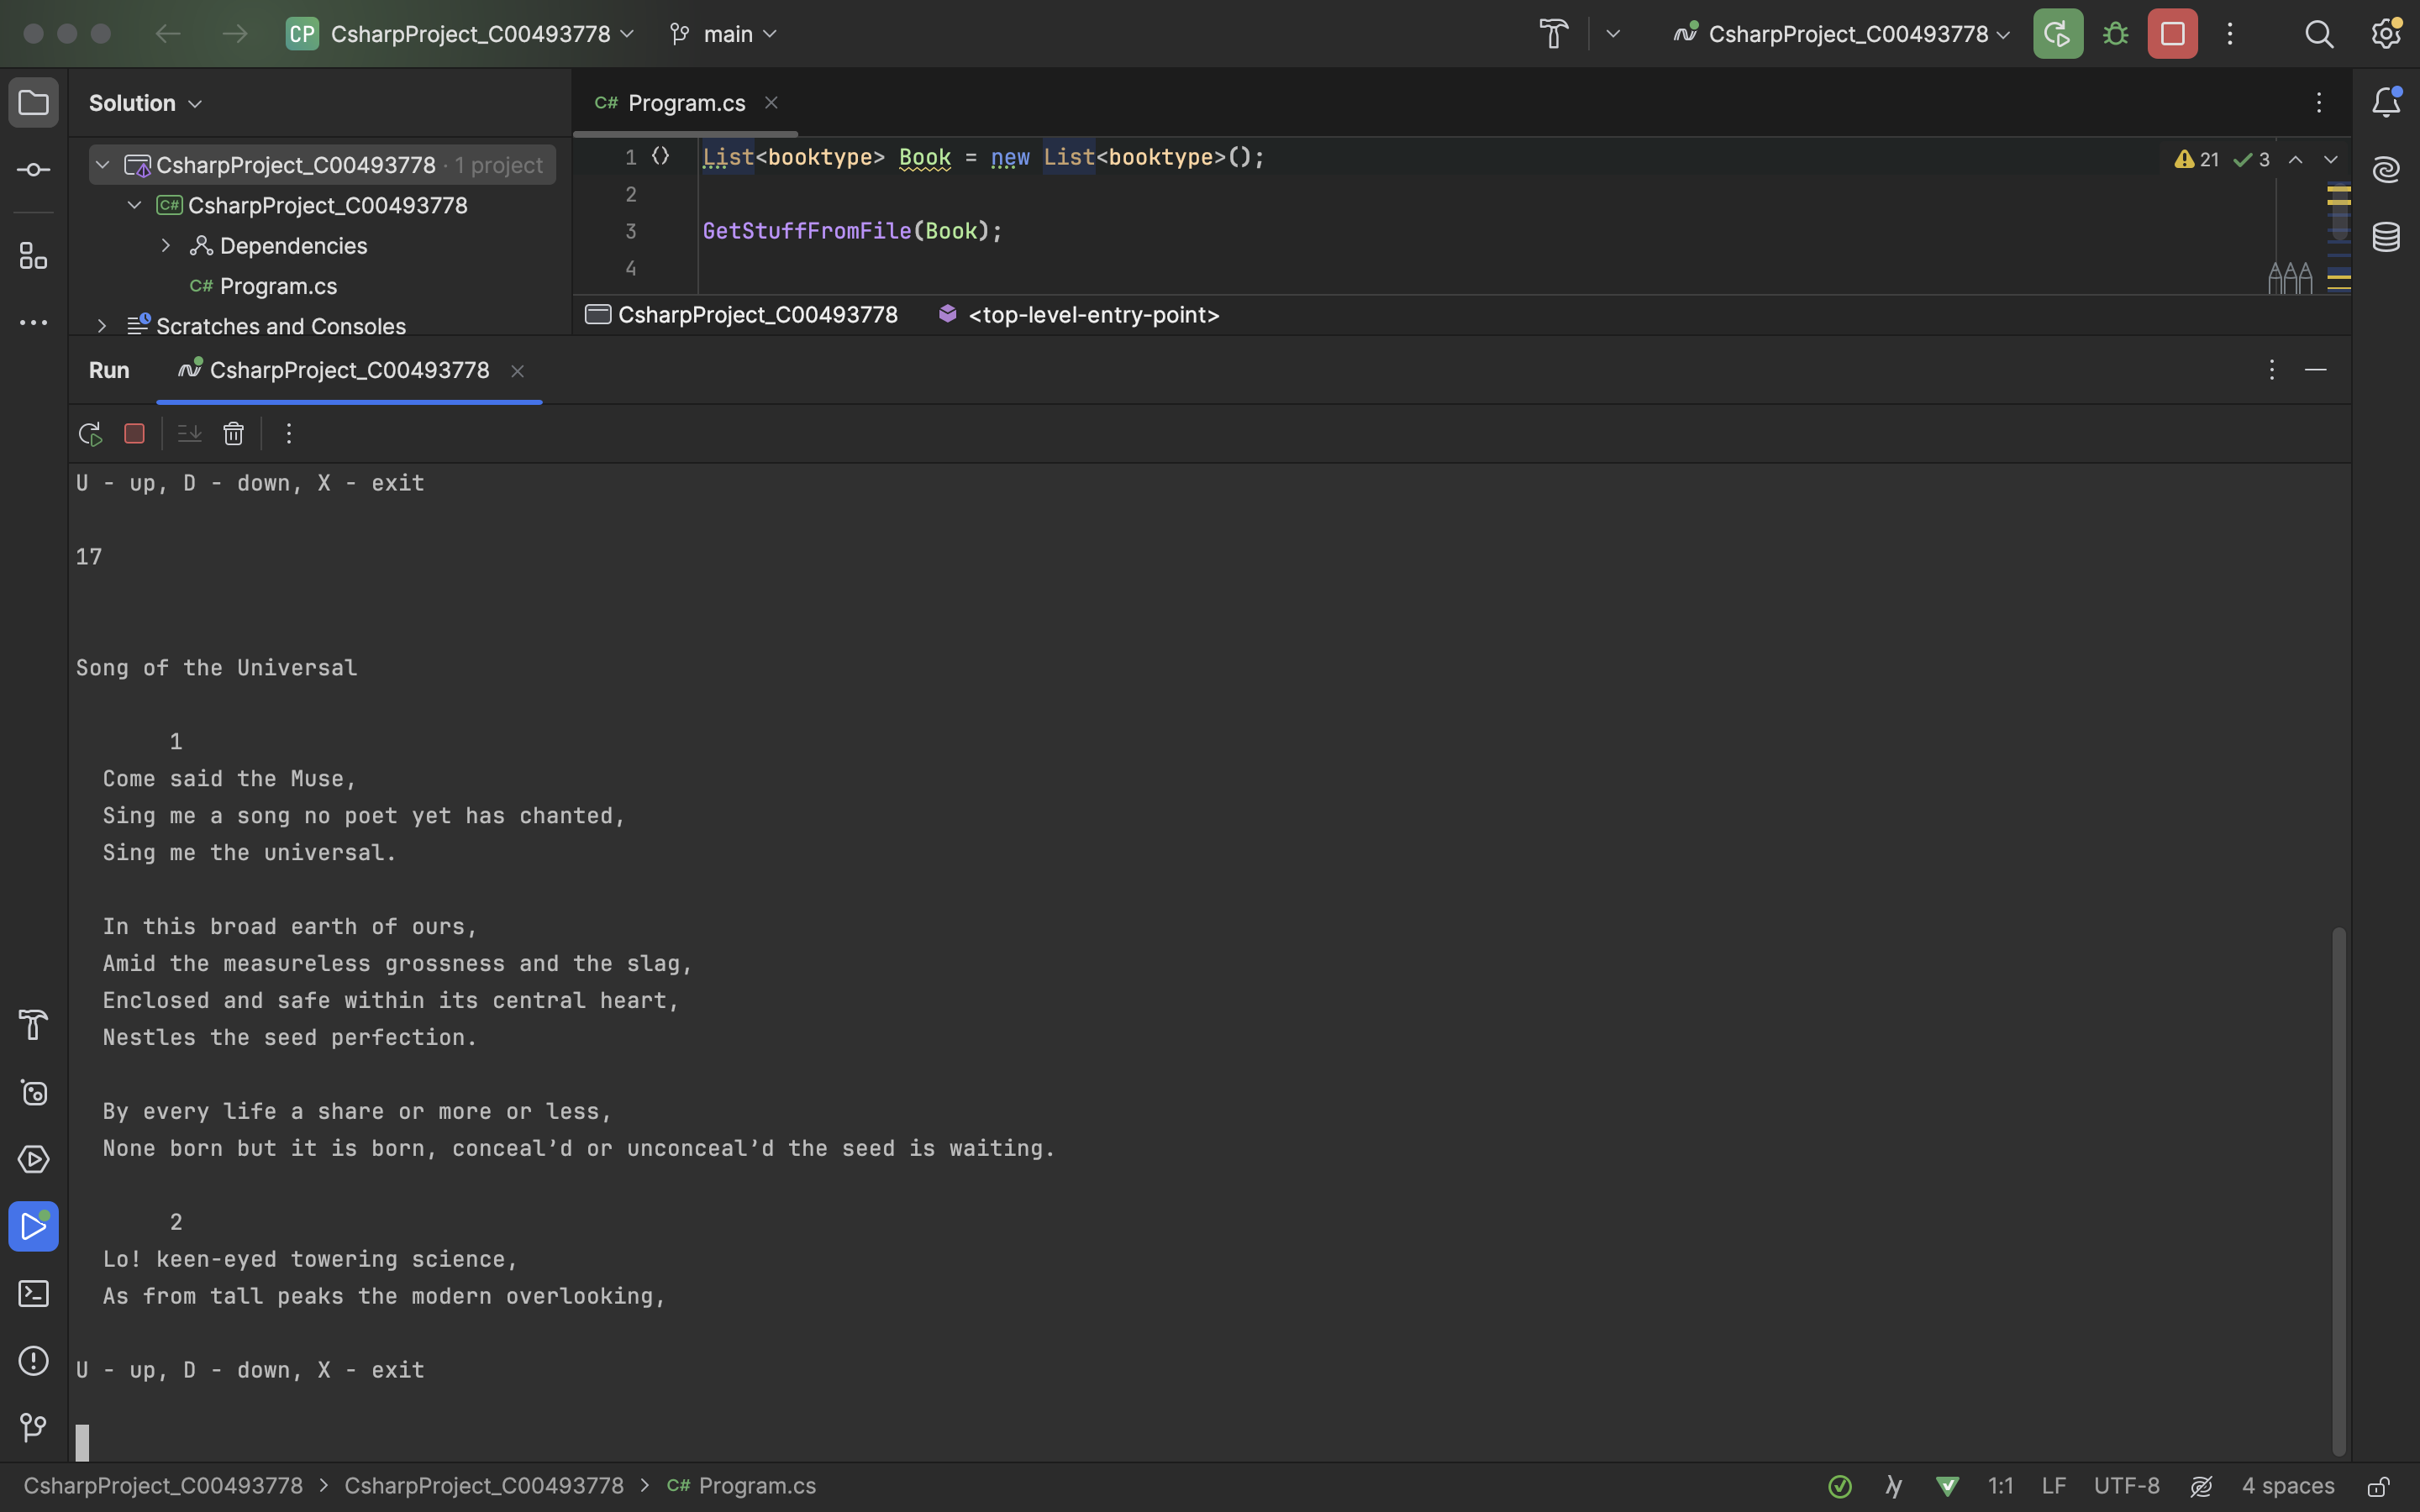 CP CsharpProject_C00493778 main CsharpProject_C00493778
Solution
C# Program.cs
CsharpProject_C00493778 · 1 project
C# CsharpProject_C00493778
Dependencies
C# Program.cs
Scratches and Consoles
1 List<booktype> Book = new List<booktype>(); 21 3
2
3 GetStuffFromFile(Book);
4
CsharpProject_C00493778 <top-level-entry-point>
Run CsharpProject_C00493778
U - up, D - down, X - exit
17
Song of the Universal
1
Come said the Muse,
Sing me a song no poet yet has chanted,
Sing me the universal.
In this broad earth of ours,
Amid the measureless grossness and the slag,
Enclosed and safe within its central heart,
Nestles the seed perfection.
By every life a share or more or less,
None born but it is born, conceal’d or unconceal’d the seed is waiting.
2
Lo! keen-eyed towering science,
As from tall peaks the modern overlooking,
U - up, D - down, X - exit
CsharpProject_C00493778 > CsharpProject_C00493778 > C# Program.cs 1:1 LF UTF-8 4 spaces